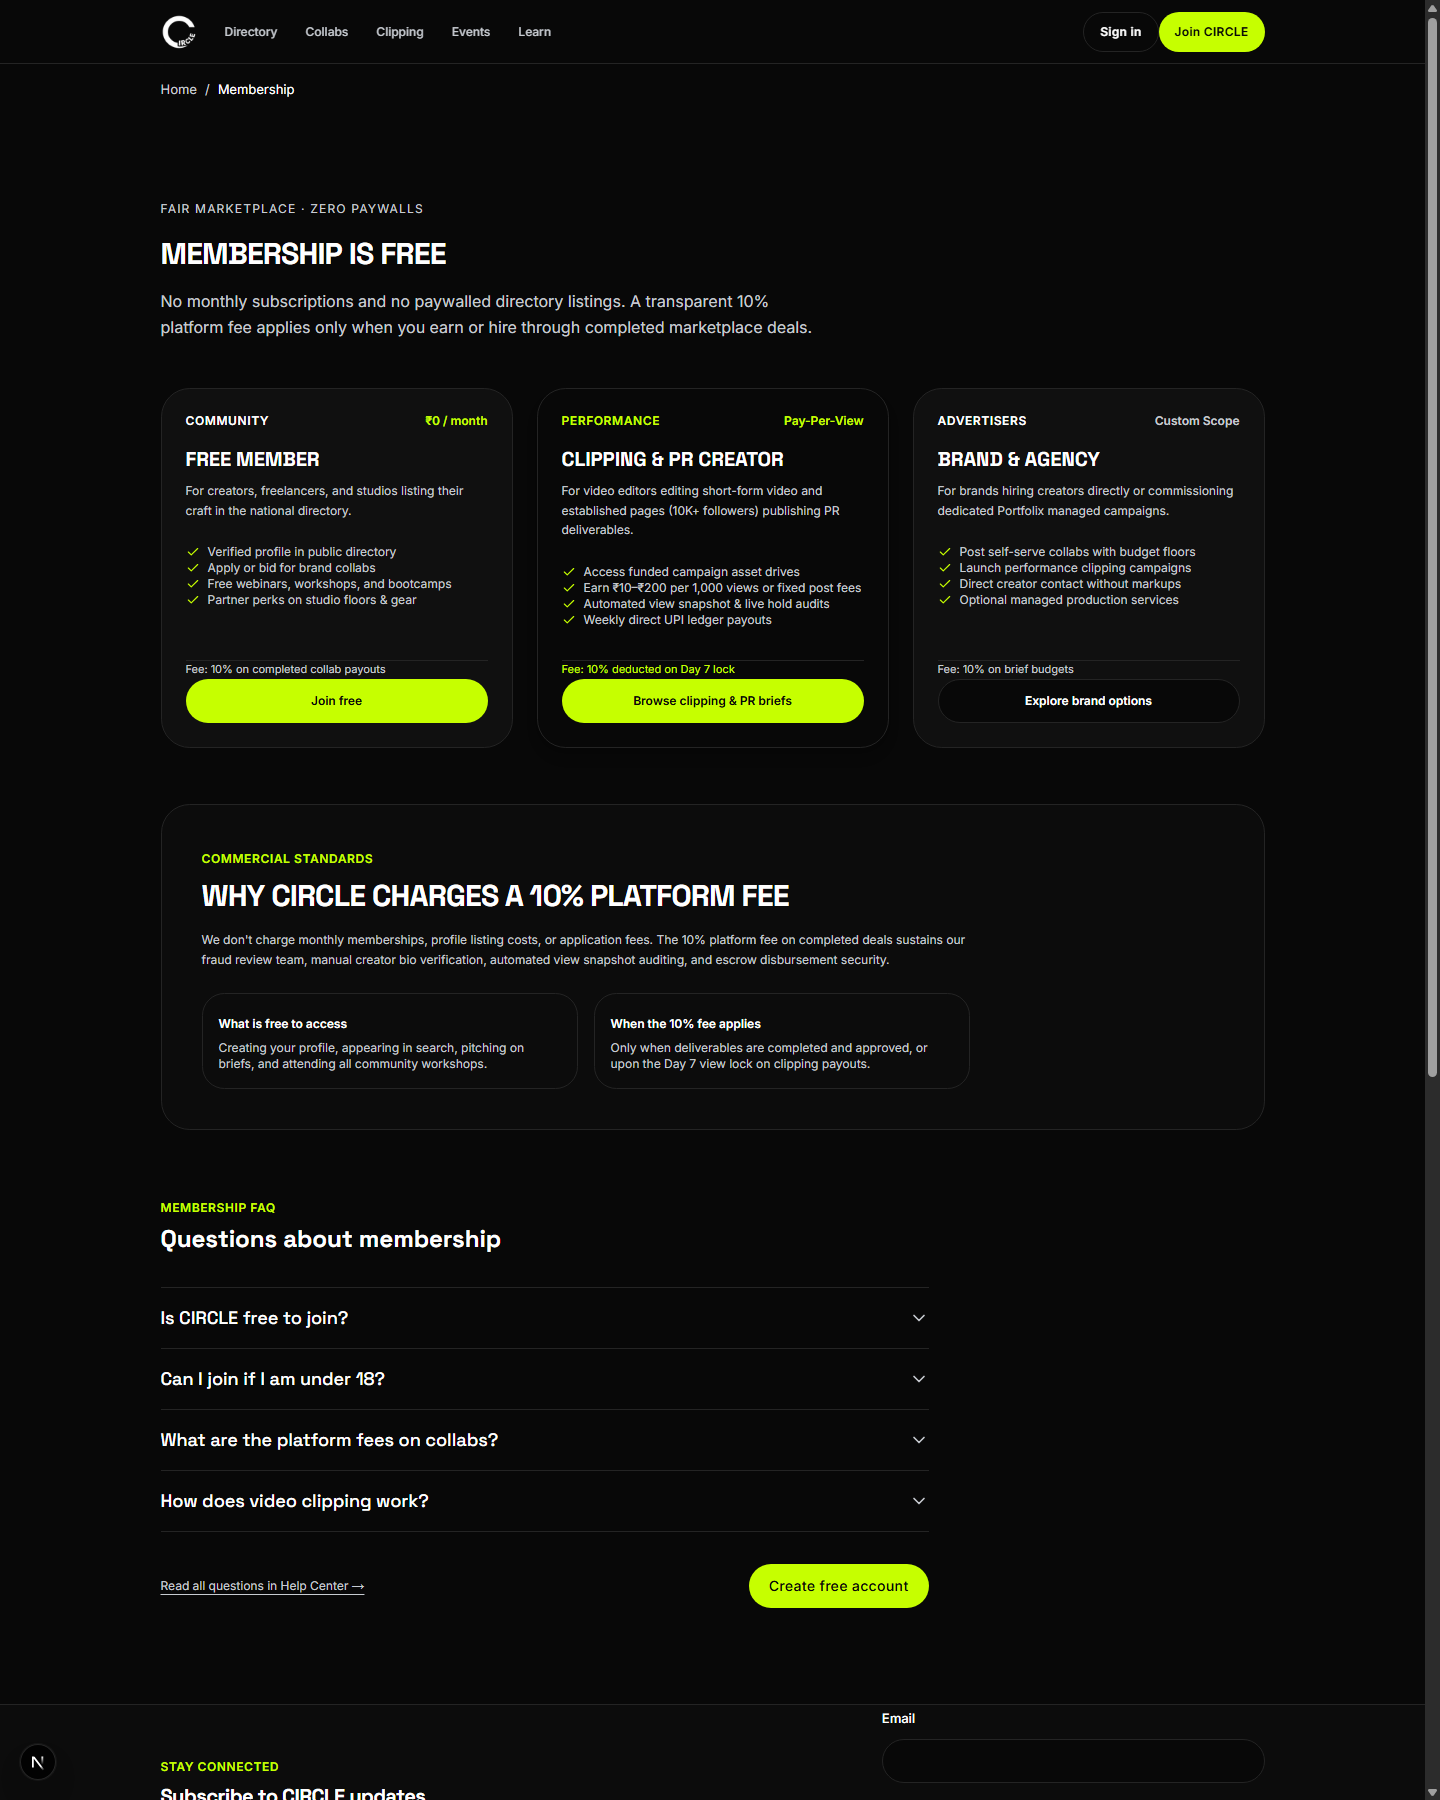 CIRCLE
Directory
Collabs
Clipping
Events
Learn
Sign in
Join CIRCLE
Home / Membership
FAIR MARKETPLACE · ZERO PAYWALLS
MEMBERSHIP IS FREE
No monthly subscriptions and no paywalled directory listings. A transparent 10%
platform fee applies only when you earn or hire through completed marketplace deals.
COMMUNITY
₹0 / month
FREE MEMBER
For creators, freelancers, and studios listing their
craft in the national directory.
Verified profile in public directory
Apply or bid for brand collabs
Free webinars, workshops, and bootcamps
Partner perks on studio floors & gear
Fee: 10% on completed collab payouts
Join free
PERFORMANCE
Pay-Per-View
CLIPPING & PR CREATOR
For video editors editing short-form video and
established pages (10K+ followers) publishing PR
deliverables.
Access funded campaign asset drives
Earn ₹10–₹200 per 1,000 views or fixed post fees
Automated view snapshot & live hold audits
Weekly direct UPI ledger payouts
Fee: 10% deducted on Day 7 lock
Browse clipping & PR briefs
ADVERTISERS
Custom Scope
BRAND & AGENCY
For brands hiring creators directly or commissioning
dedicated Portfolix managed campaigns.
Post self-serve collabs with budget floors
Launch performance clipping campaigns
Direct creator contact without markups
Optional managed production services
Fee: 10% on brief budgets
Explore brand options
COMMERCIAL STANDARDS
WHY CIRCLE CHARGES A 10% PLATFORM FEE
We don't charge monthly memberships, profile listing costs, or application fees. The 10% platform fee on completed deals sustains our
fraud review team, manual creator bio verification, automated view snapshot auditing, and escrow disbursement security.
What is free to access
Creating your profile, appearing in search, pitching on
briefs, and attending all community workshops.
When the 10% fee applies
Only when deliverables are completed and approved, or
upon the Day 7 view lock on clipping payouts.
MEMBERSHIP FAQ
Questions about membership
Is CIRCLE free to join?
Can I join if I am under 18?
What are the platform fees on collabs?
How does video clipping work?
Read all questions in Help Center →
Create free account
Email
N
STAY CONNECTED
Subscribe to CIRCLE updates